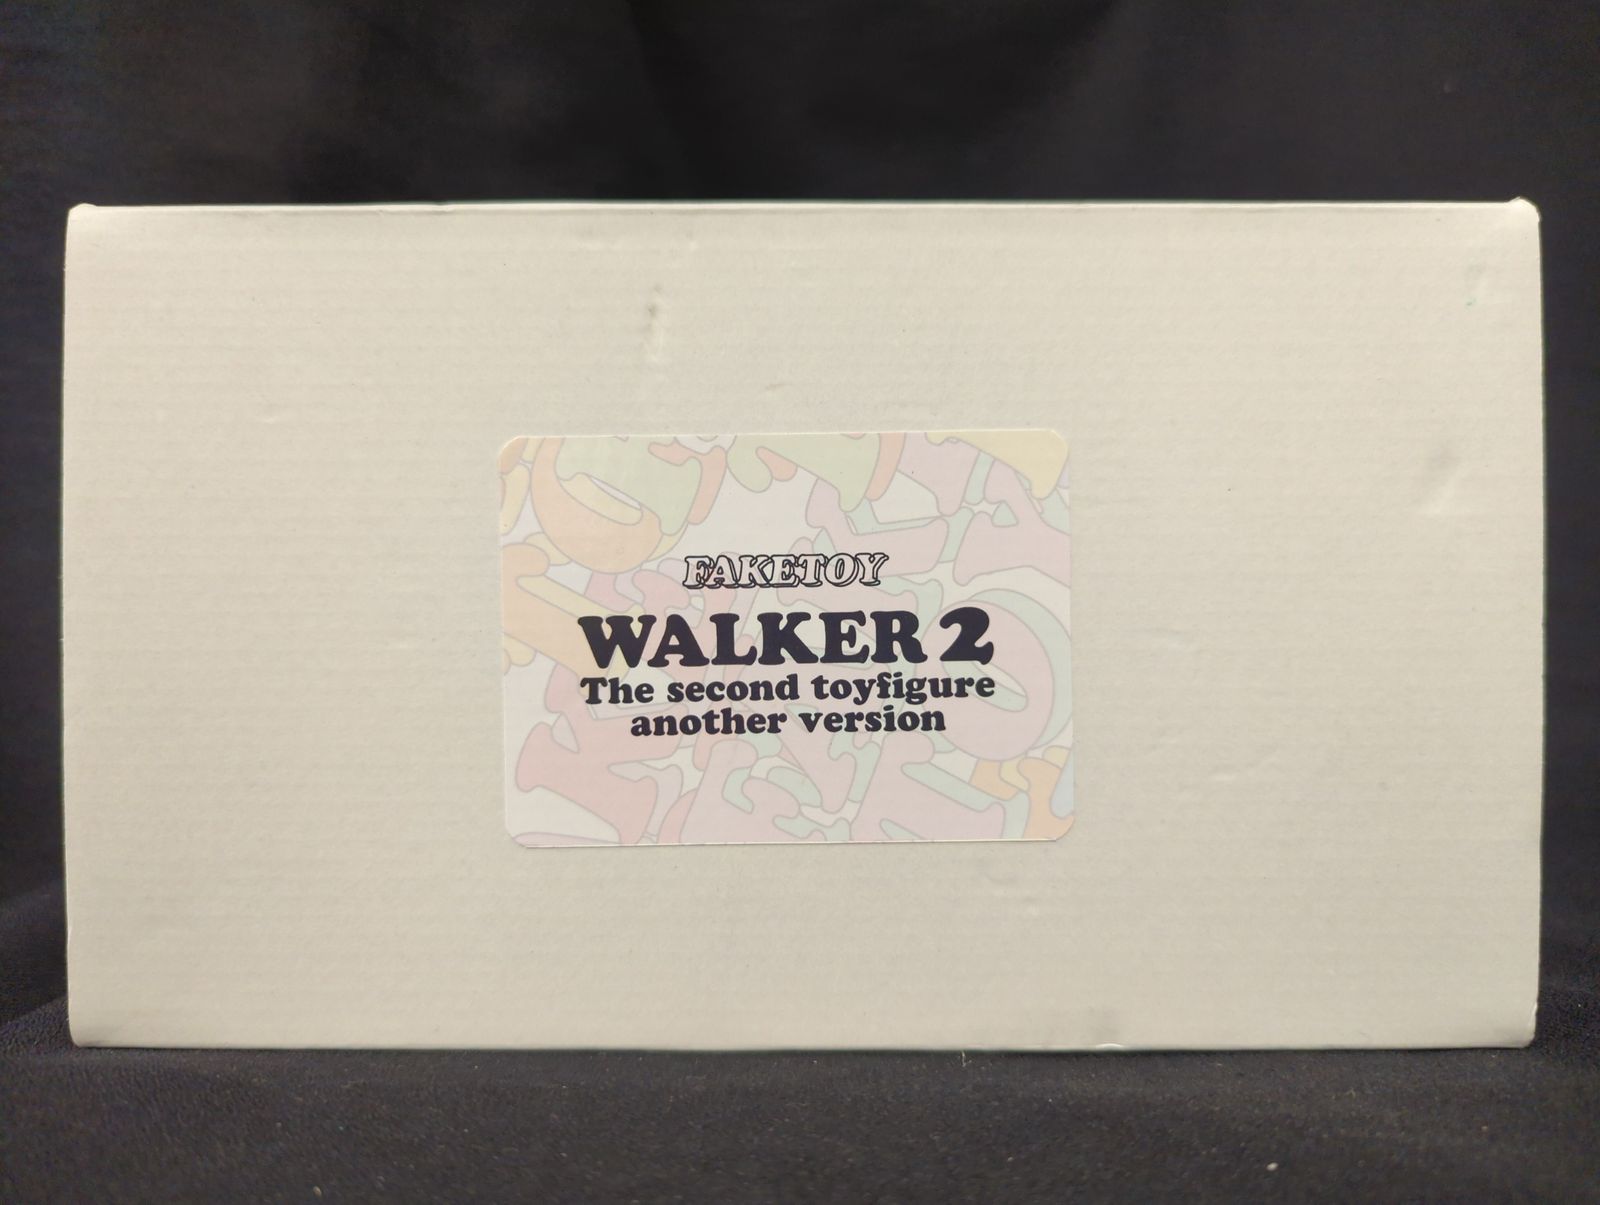 FAKETOY
WALKER 2
The second toyfigure
another version